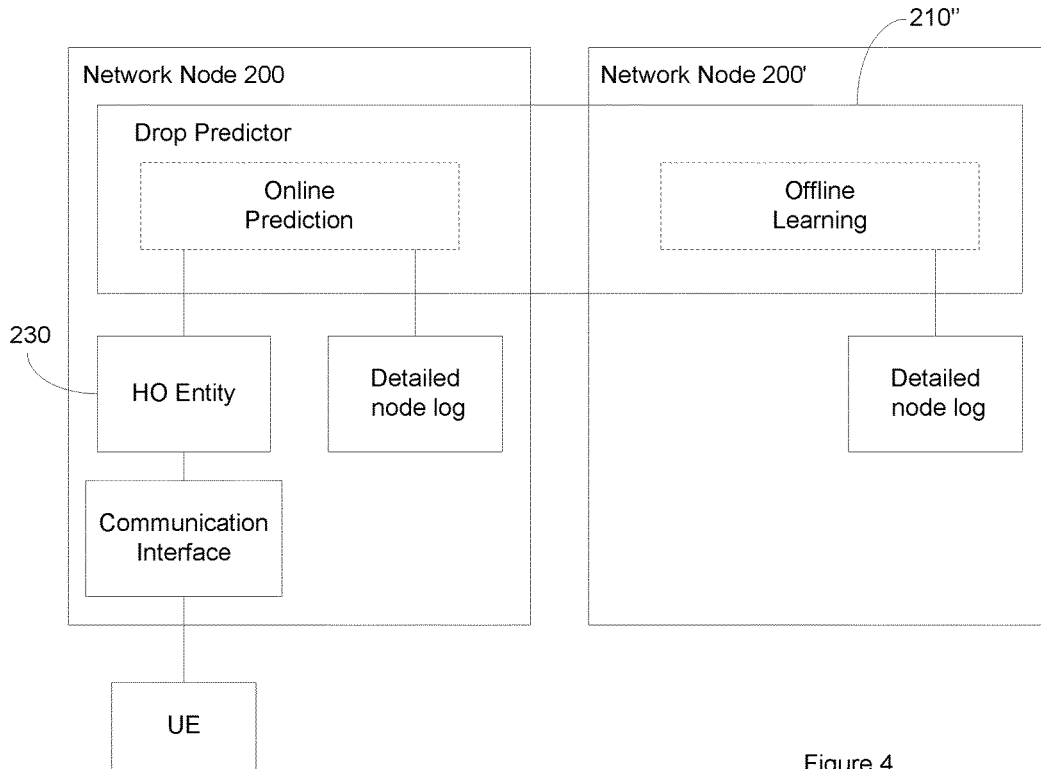 210"
Network Node 200
Network Node 200'
Drop Predictor
Online
Prediction
Offline
Learning
230
HO Entity
Detailed
node log
Detailed
node log
Communication
Interface
UE
Figure 4